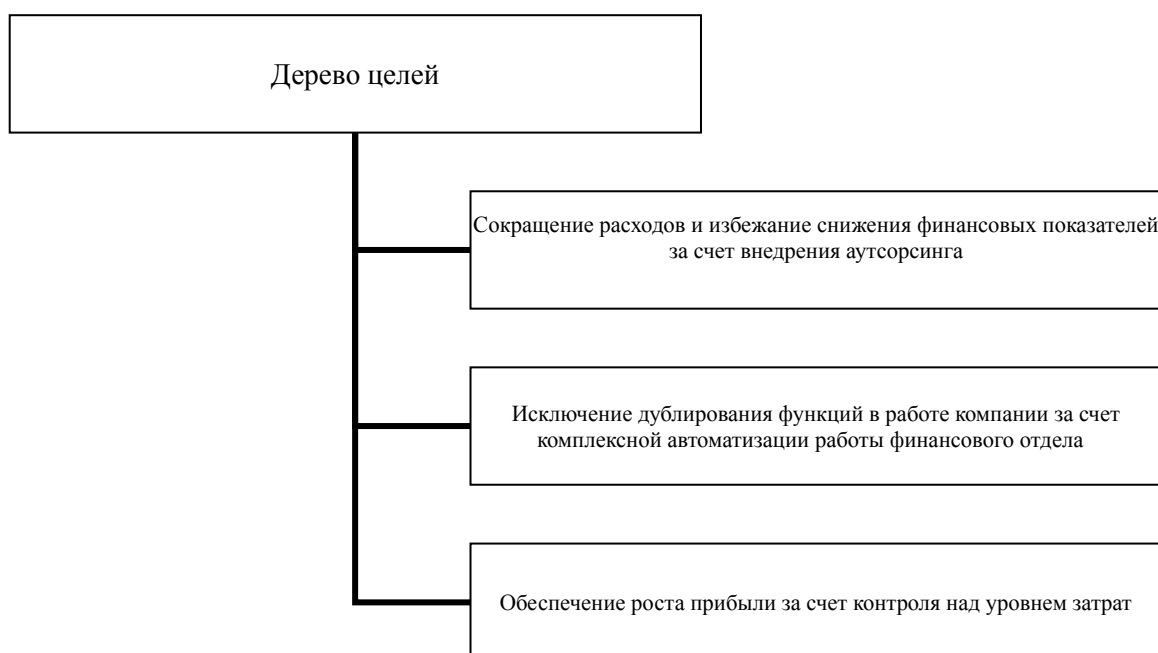 Дерево целей
Сокращение расходов и избежание снижения финансовых показателей
за счет внедрения аутсорсинга
Исключение дублирования функций в работе компании за счет
комплексной автоматизации работы финансового отдела
Обеспечение роста прибыли за счет контроля над уровнем затрат